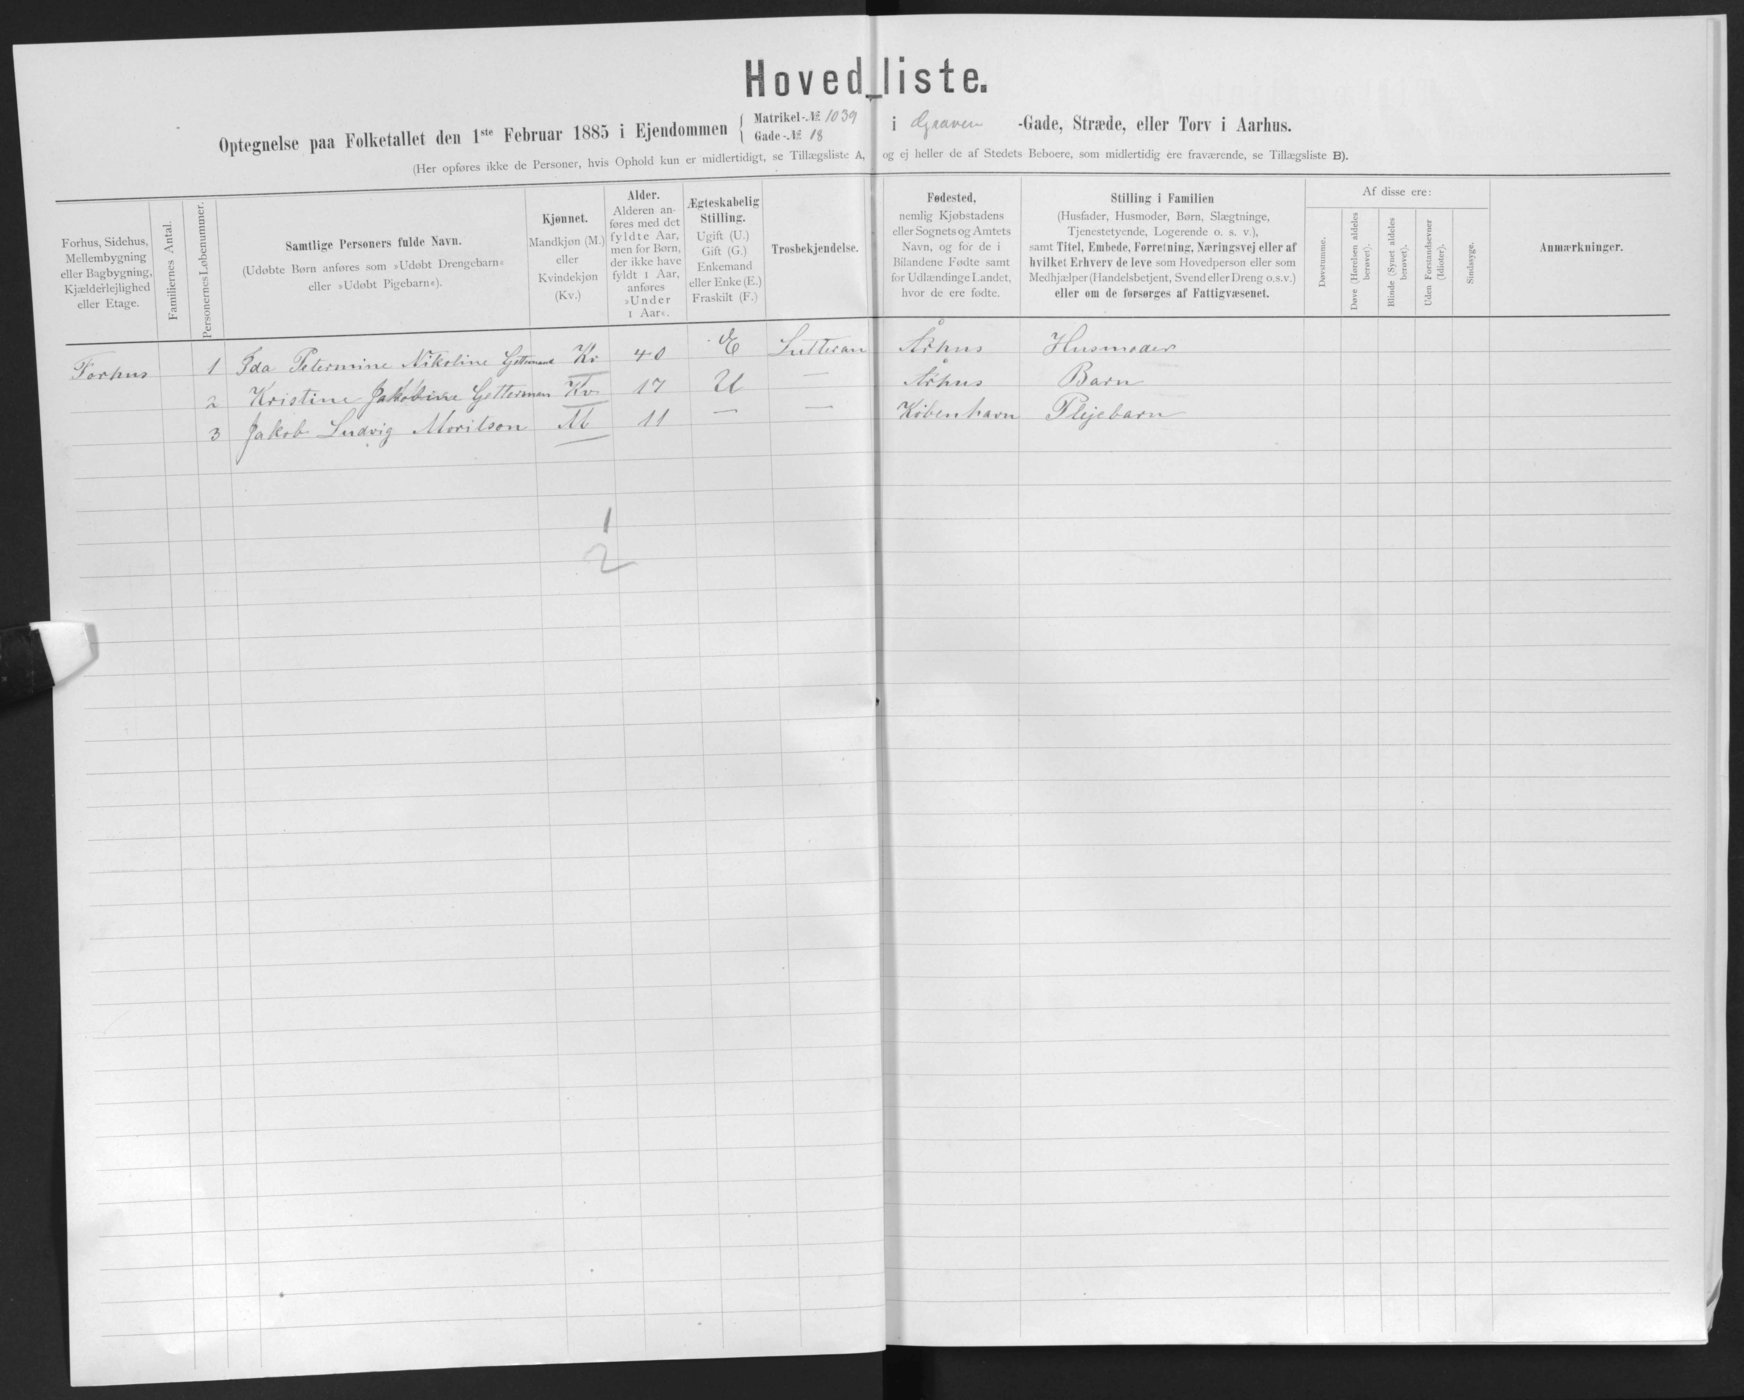 Hovedliste.
Optegnelse paa Folketallet den 1ste Februar 1885 i Ejendommen { Matrikel-№ 1039 i Graven -Gade, Stræde, eller Torv i Aarhus.
Gade-№ 18
(Her opføres ikke de Personer, hvis Ophold kun er midlertidigt, se Tillægsliste A, og ej heller de af Stedets Beboere, som midlertidig ere fraværende, se Tillægsliste B).
Forhus, Sidehus, Mellembygning eller Bagbygning, Kjælderlejlighed eller Etage.
Familiernes Antal.
Personernes Løbenummer.
Samtlige Personers fulde Navn.
(Udøbte Børn anføres som »Udøbt Drengebarn« eller »Udøbt Pigebarn«).
Kjønnet.
Mandkjøn (M.) eller Kvindekjøn (Kv.)
Alder.
Alderen anføres med det fyldte Aar, men for Børn, der ikke have fyldt 1 Aar, anføres »Under 1 Aar«.
Ægteskabelig Stilling.
Ugift (U.) Gift (G.) Enkemand eller Enke (E.) Fraskilt (F.)
Trosbekjendelse.
Fødested,
nemlig Kjøbstadens eller Sognets og Amtets Navn, og for de i Bilandene Fødte samt for Udlændinge Landet, hvor de ere fødte.
Stilling i Familien
(Husfader, Husmoder, Børn, Slægtninge, Tjenestetyende, Logerende o. s. v.), samt Titel, Embede, Forretning, Næringsvej eller af hvilket Erhverv de leve som Hovedperson eller som Medhjælper (Handelsbetjent, Svend eller Dreng o.s.v.) eller om de forsørges af Fattigvæsenet.
Af disse ere:
Døvstumme.
Døve (Hørelsen aldeles berøvet).
Blinde (Synet aldeles berøvet).
Uden Forstandsevner (Idioter).
Sindssyge.
Anmærkninger.
Forhus 1 Ida Petermine Nikoline Gettermand Kv 40 E Lutteran Århus Husmoder
2 Kristine Jakobine Getterman Kv 17 U — Århus Barn
3 Jakob Ludvig Moritson M 11 — — København Plejebarn
1
2